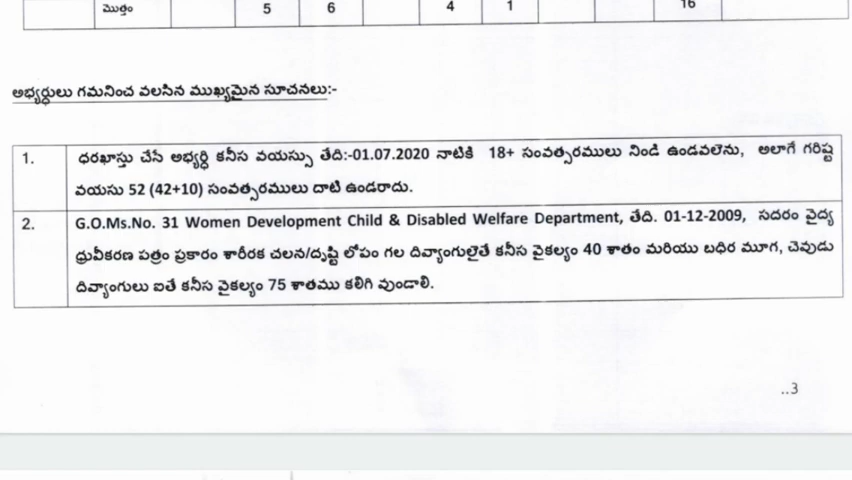 మొత్తం 5 6 4 1 16
అభ్యర్థులు గమనించ వలసిన ముఖ్యమైన సూచనలు:-
1. ధరఖాస్తు చేసే అభ్యర్ధి కనీస వయస్సు తేది:-01.07.2020 నాటికి 18+ సంవత్సరములు నిండి ఉండవలెను, అలాగే గరిష్ట
వయసు 52 (42+10) సంవత్సరములు దాటి ఉండరాదు.
2. G.O.Ms.No. 31 Women Development Child & Disabled Welfare Department, తేది. 01-12-2009, సదరం వైద్య
ధ్రువీకరణ పత్రం ప్రకారం శారీరక చలన/దృష్టి లోపం గల దివ్యాంగులైతే కనీస వైకల్యం 40 శాతం మరియు బధిర మూగ, చెవుడు
దివ్యాంగులు ఐతే కనీస వైకల్యం 75 శాతము కలిగి వుండాలి.
..3